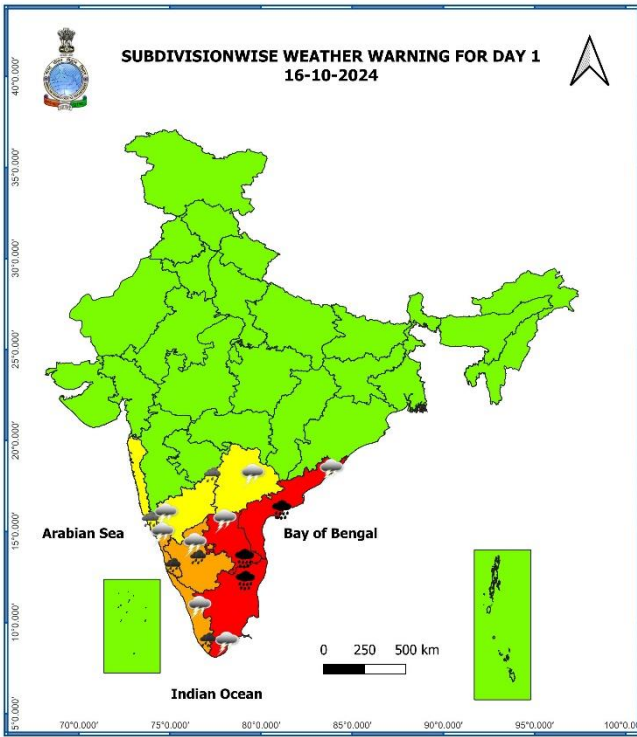 SUBDIVISIONWISE WEATHER WARNING FOR DAY 1
16-10-2024
40°0.000'
35°0.000'
30°0.000'
25°0.000'
20°0.000'
15°0.000'
10°0.000'
5°0.000'
Arabian Sea
Bay of Bengal
0 250 500 km
Indian Ocean
70°0.000' 75°0.000' 80°0.000' 85°0.000' 90°0.000' 95°0.000'